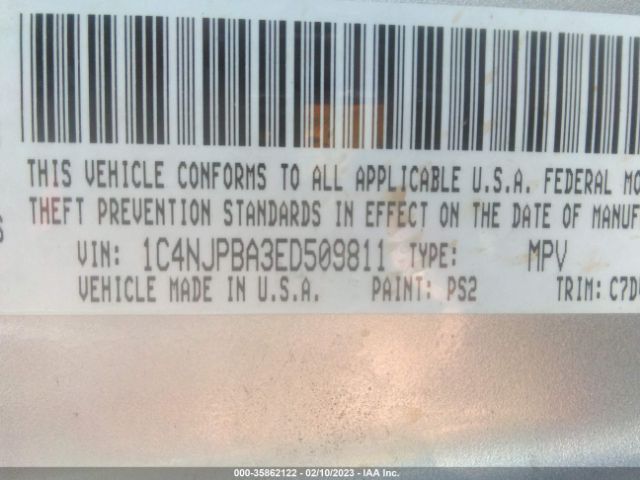 THIS VEHICLE CONFORMS TO ALL APPLICABLE U.S.A. FEDERAL MO
THEFT PREVENTION STANDARDS IN EFFECT ON THE DATE OF MANUF
S
VIN: 1C4NJPBA3ED509811 TYPE: MPV
VEHICLE MADE IN U.S.A. PAINT: PS2 TRIM: C7D
000-35862122 - 02/10/2023 - IAA Inc.